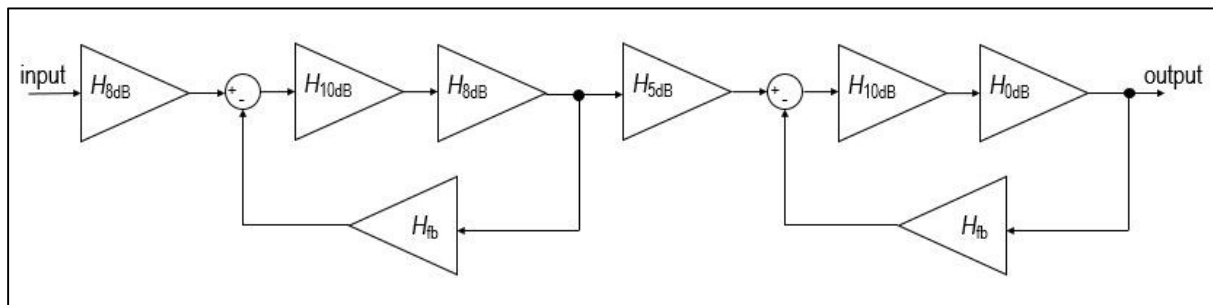 input
H8dB
+
-
H10dB
H8dB
H5dB
+
-
H10dB
H0dB
output
Hfb
Hfb